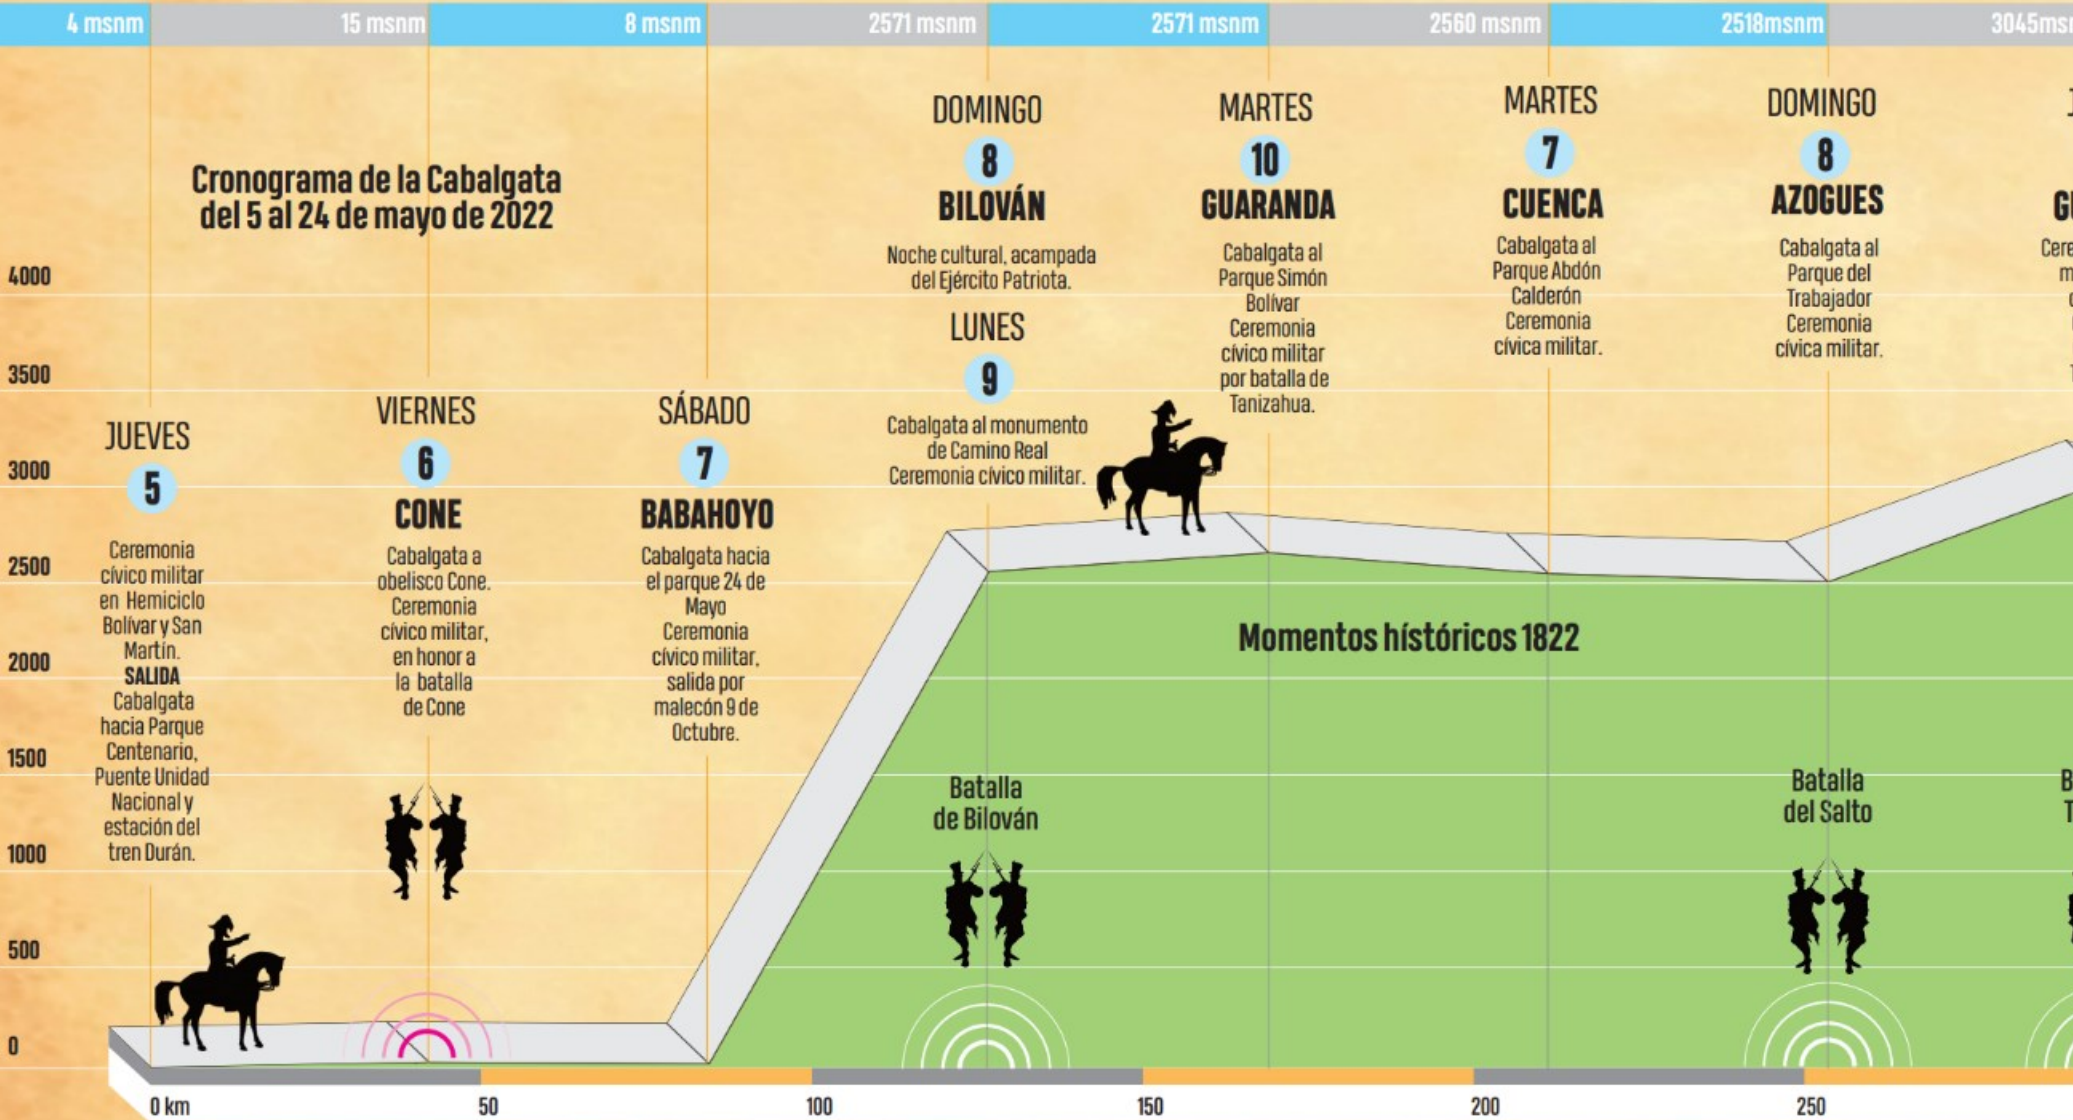 4 msnm
15 msnm
8 msnm
2571 msnm
2571 msnm
2560 msnm
2518msnm
Cronograma de la Cabalgata
del 5 al 24 de mayo de 2022
4000
3500
3000
2500
2000
1500
1000
500
0
JUEVES
5
Ceremonia
cívico militar
en Hemiciclo
Bolívar y San
Martín.
SALIDA
Cabalgata
hacia Parque
Centenario,
Puente Unidad
Nacional y
estación del
tren Durán.
VIERNES
6
CONE
Cabalgata a
obelisco Cone.
Ceremonia
cívico militar,
en honor a
la batalla
de Cone
SÁBADO
7
BABAHOYO
Cabalgata hacia
el parque 24 de
Mayo
Ceremonia
cívico militar,
salida por
malecón 9 de
Octubre.
DOMINGO
8
BILOVÁN
Noche cultural, acampada
del Ejército Patriota.
LUNES
9
Cabalgata al monumento
de Camino Real
Ceremonia cívico militar.
MARTES
10
GUARANDA
Cabalgata al
Parque Simón
Bolívar
Ceremonia
cívico militar
por batalla de
Tanizahua.
MARTES
7
CUENCA
Cabalgata al
Parque Abdón
Calderón
Ceremonia
cívica militar.
DOMINGO
8
AZOGUES
Cabalgata al
Parque del
Trabajador
Ceremonia
cívica militar.
Momentos hístóricos 1822
Batalla
de Bilován
Batalla
del Salto
0 km
50
100
150
200
250